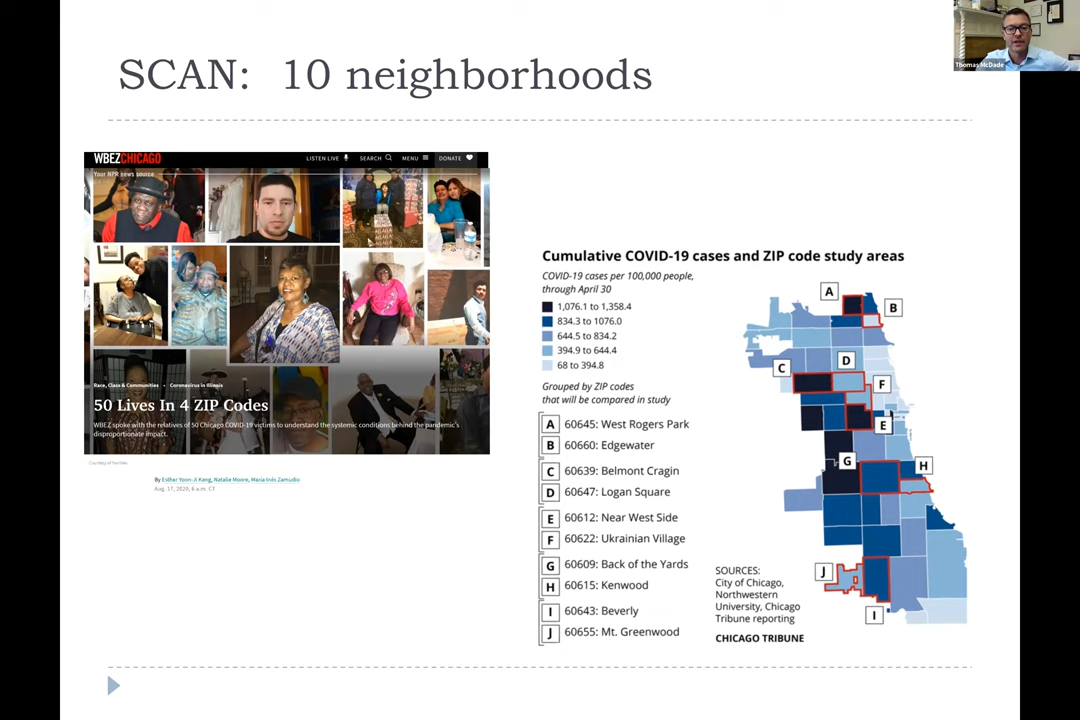 SCAN: 10 neighborhoods
Thomas McDade
WBEZCHICAGO
LISTEN LIVE SEARCH MENU DONATE
Your NPR news source
Race, Class & Communities • Coronavirus in Illinois
50 Lives In 4 ZIP Codes
WBEZ spoke with the relatives of 50 Chicago COVID-19 victims to understand the systemic conditions behind the pandemic's
disproportionate impact.
Courtesy of families
By Esther Yoon-Ji Kang, Natalie Moore, María Inés Zamudio
Aug. 17, 2020, 6 a.m. CT
Cumulative COVID-19 cases and ZIP code study areas
COVID-19 cases per 100,000 people,
through April 30
1,076.1 to 1,358.4
834.3 to 1076.0
644.5 to 834.2
394.9 to 644.4
68 to 394.8
Grouped by ZIP codes
that will be compared in study
A 60645: West Rogers Park
B 60660: Edgewater
C 60639: Belmont Cragin
D 60647: Logan Square
E 60612: Near West Side
F 60622: Ukrainian Village
G 60609: Back of the Yards
H 60615: Kenwood
I 60643: Beverly
J 60655: Mt. Greenwood
A
B
D
C
F
E
G
H
J
I
SOURCES:
City of Chicago,
Northwestern
University, Chicago
Tribune reporting
CHICAGO TRIBUNE